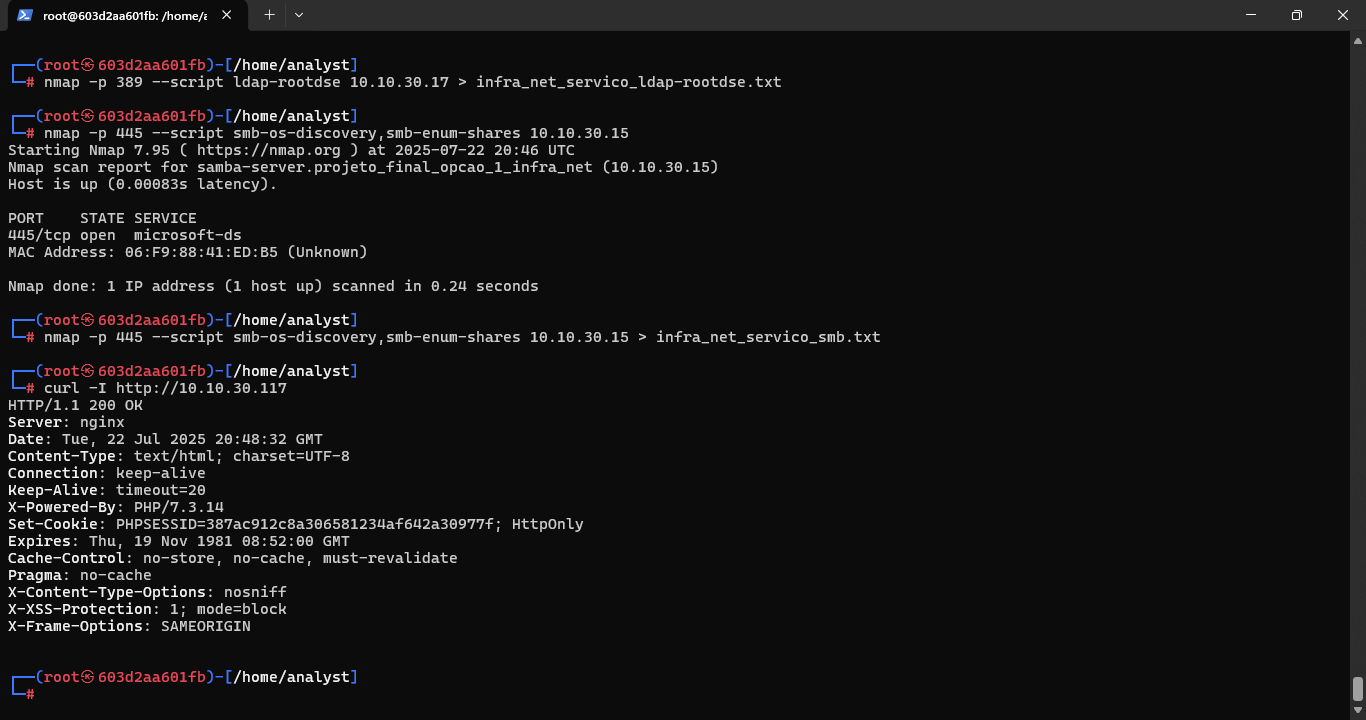 root@603d2aa601fb: /home/a
┌──(root㉿603d2aa601fb)-[/home/analyst]
└─# nmap -p 389 --script ldap-rootdse 10.10.30.17 > infra_net_servico_ldap-rootdse.txt
┌──(root㉿603d2aa601fb)-[/home/analyst]
└─# nmap -p 445 --script smb-os-discovery,smb-enum-shares 10.10.30.15
Starting Nmap 7.95 ( https://nmap.org ) at 2025-07-22 20:46 UTC
Nmap scan report for samba-server.projeto_final_opcao_1_infra_net (10.10.30.15)
Host is up (0.00083s latency).
PORT    STATE SERVICE
445/tcp open  microsoft-ds
MAC Address: 06:F9:88:41:ED:B5 (Unknown)
Nmap done: 1 IP address (1 host up) scanned in 0.24 seconds
┌──(root㉿603d2aa601fb)-[/home/analyst]
└─# nmap -p 445 --script smb-os-discovery,smb-enum-shares 10.10.30.15 > infra_net_servico_smb.txt
┌──(root㉿603d2aa601fb)-[/home/analyst]
└─# curl -I http://10.10.30.117
HTTP/1.1 200 OK
Server: nginx
Date: Tue, 22 Jul 2025 20:48:32 GMT
Content-Type: text/html; charset=UTF-8
Connection: keep-alive
Keep-Alive: timeout=20
X-Powered-By: PHP/7.3.14
Set-Cookie: PHPSESSID=387ac912c8a306581234af642a30977f; HttpOnly
Expires: Thu, 19 Nov 1981 08:52:00 GMT
Cache-Control: no-store, no-cache, must-revalidate
Pragma: no-cache
X-Content-Type-Options: nosniff
X-XSS-Protection: 1; mode=block
X-Frame-Options: SAMEORIGIN
┌──(root㉿603d2aa601fb)-[/home/analyst]
└─#